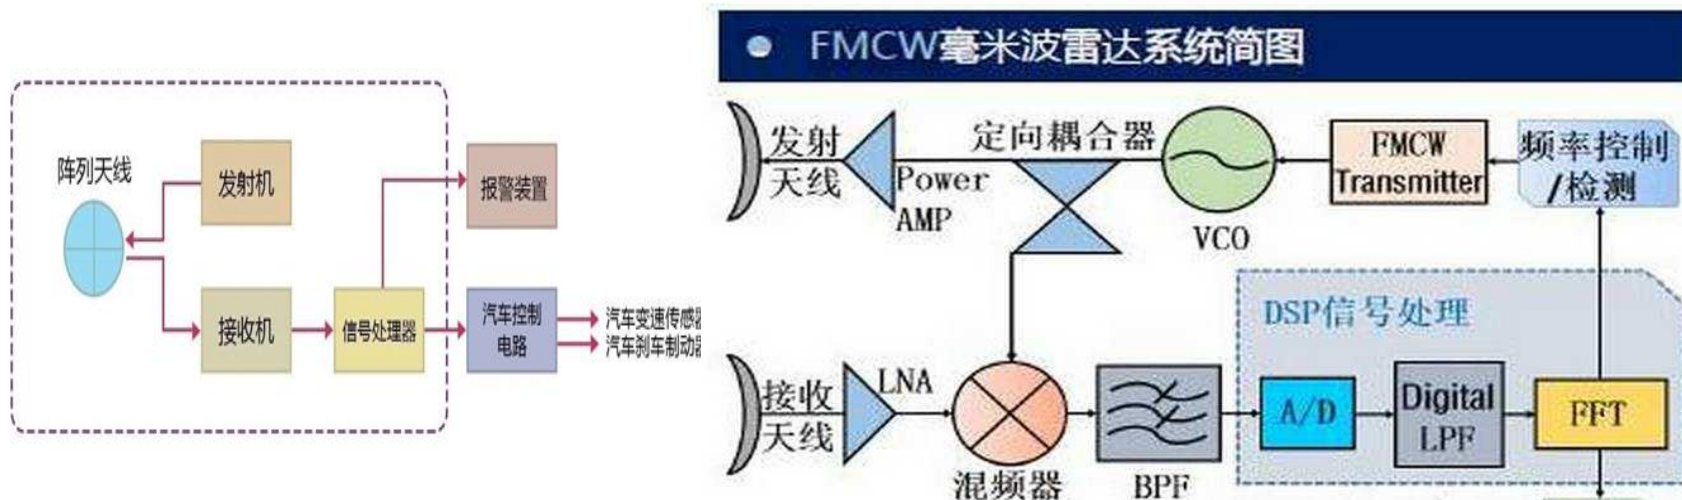 阵列天线
发射机
报警装置
接收机
信号处理器
汽车控制
电路
汽车变速传感器
汽车刹车制动器
FMCW毫米波雷达系统简图
发射
天线
Power
AMP
定向耦合器
VCO
FMCW
Transmitter
频率控制
/检测
DSP信号处理
接收
天线
LNA
混频器
BPF
A/D
Digital
LPF
FFT